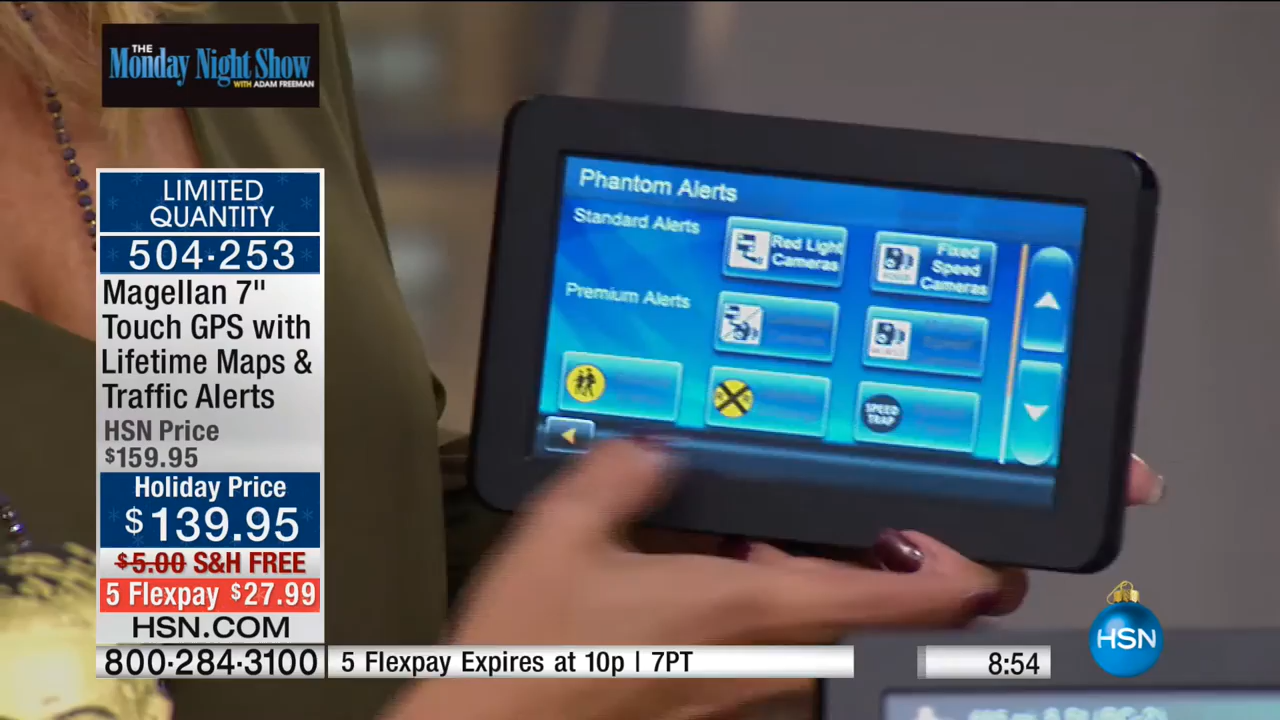 THE
Monday Night Show
WITH ADAM FREEMAN
LIMITED
QUANTITY
504-253
Magellan 7"
Touch GPS with
Lifetime Maps &
Traffic Alerts
HSN Price
$159.95
Holiday Price
$139.95
$5.00 S&H FREE
5 Flexpay $27.99
HSN.COM
800-284-3100
5 Flexpay Expires at 10p | 7PT
8:54
HSN
Phantom Alerts
Standard Alerts
Red Light
Cameras
Fixed
Speed
Cameras
Premium Alerts
SPEED
TRAP